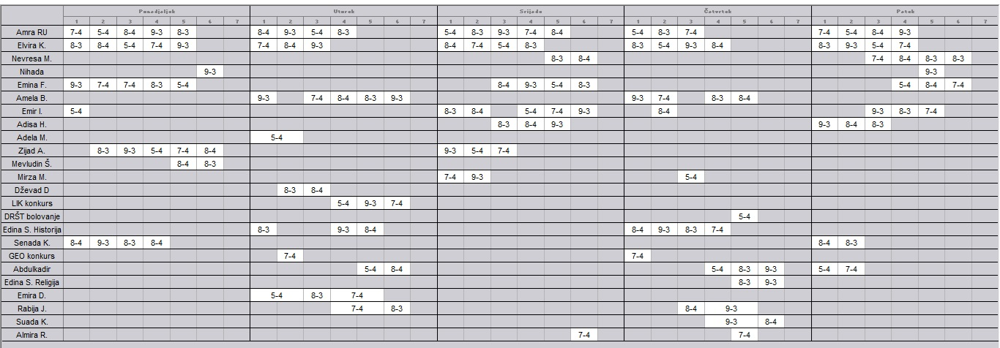 Ponedjeljak Utorak Srijeda Četvrtak Petak
1 2 3 4 5 6 7 1 2 3 4 5 6 7 1 2 3 4 5 6 7 1 2 3 4 5 6 7 1 2 3 4 5 6 7
Amra RU 7-4 5-4 8-4 9-3 8-3 8-4 9-3 5-4 8-3 5-4 8-3 9-3 7-4 8-4 5-4 8-3 7-4 7-4 5-4 8-4 9-3
Elvira K. 8-3 8-4 5-4 7-4 9-3 7-4 8-4 9-3 8-4 7-4 5-4 8-3 8-3 5-4 9-3 8-4 8-3 9-3 5-4 7-4
Nevresa M. 8-3 8-4 7-4 8-4 8-3 8-3
Nihada 9-3 9-3
Emina F. 9-3 7-4 7-4 8-3 5-4 8-4 9-3 5-4 8-3 5-4 8-4 7-4
Amela B. 9-3 7-4 8-4 8-3 9-3 9-3 7-4 8-3 8-4
Emir I. 5-4 8-3 8-4 5-4 7-4 9-3 8-4 9-3 8-3 7-4
Adisa H. 8-3 8-4 9-3 9-3 8-4 8-3
Adela M. 5-4
Zijad A. 8-3 9-3 5-4 7-4 8-4 9-3 5-4 7-4
Mevludin Š. 8-4 8-3
Mirza M. 7-4 9-3 5-4
Dževad D 8-3 8-4
LIK konkurs 5-4 9-3 7-4
DRŠT bolovanje 5-4
Edina S. Historija 8-3 9-3 8-4 8-4 9-3 8-3 7-4
Senada K. 8-4 9-3 8-3 8-4 8-4 8-3
GEO konkurs 7-4 7-4
Abdulkadir 5-4 8-4 5-4 8-3 9-3 5-4 7-4
Edina S. Religija 8-3 9-3
Emira D. 5-4 8-3 7-4
Rabija J. 7-4 8-3 8-4 9-3
Suada K. 9-3 8-4
Almira R. 7-4 7-4